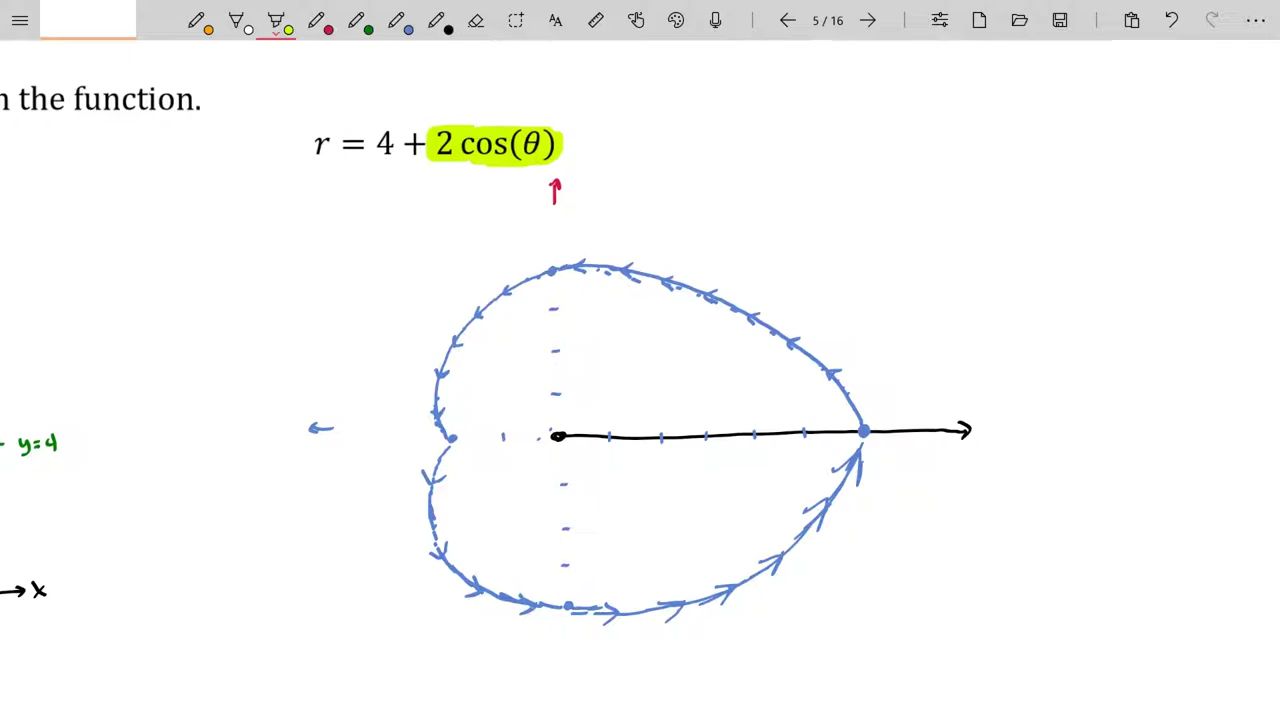 5 / 16
n the function.
r = 4 + 2 cos(θ)
y=4
x